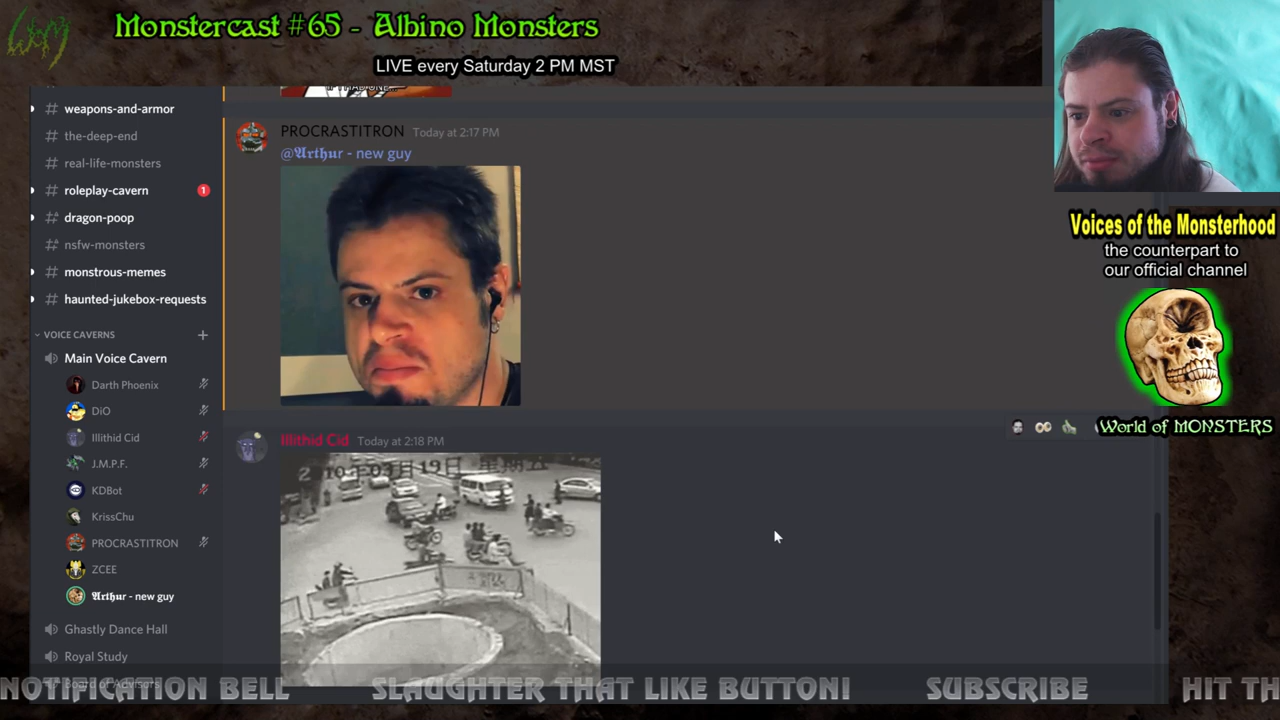 Monstercast #65 - Albino Monsters
LIVE every Saturday 2 PM MST
# weapons-and-armor
# the-deep-end
# real-life-monsters
# roleplay-cavern 1
# dragon-poop
# nsfw-monsters
# monstrous-memes
# haunted-jukebox-requests
VOICE CAVERNS +
Main Voice Cavern
Darth Phoenix
DiO
Illithid Cid
J.M.P.F.
KDBot
KrissChu
PROCRASTITRON
ZCEE
𝕬𝖗𝖙𝖍𝖚𝖗 - new guy
Ghastly Dance Hall
Royal Study
Board of Advisors
PROCRASTITRON Today at 2:17 PM
@𝕬𝖗𝖙𝖍𝖚𝖗 - new guy
Illithid Cid Today at 2:18 PM
Voices of the Monsterhood
the counterpart to
our official channel
World of MONSTERS
NOTIFICATION BELL SLAUGHTER THAT LIKE BUTTON! SUBSCRIBE HIT TH